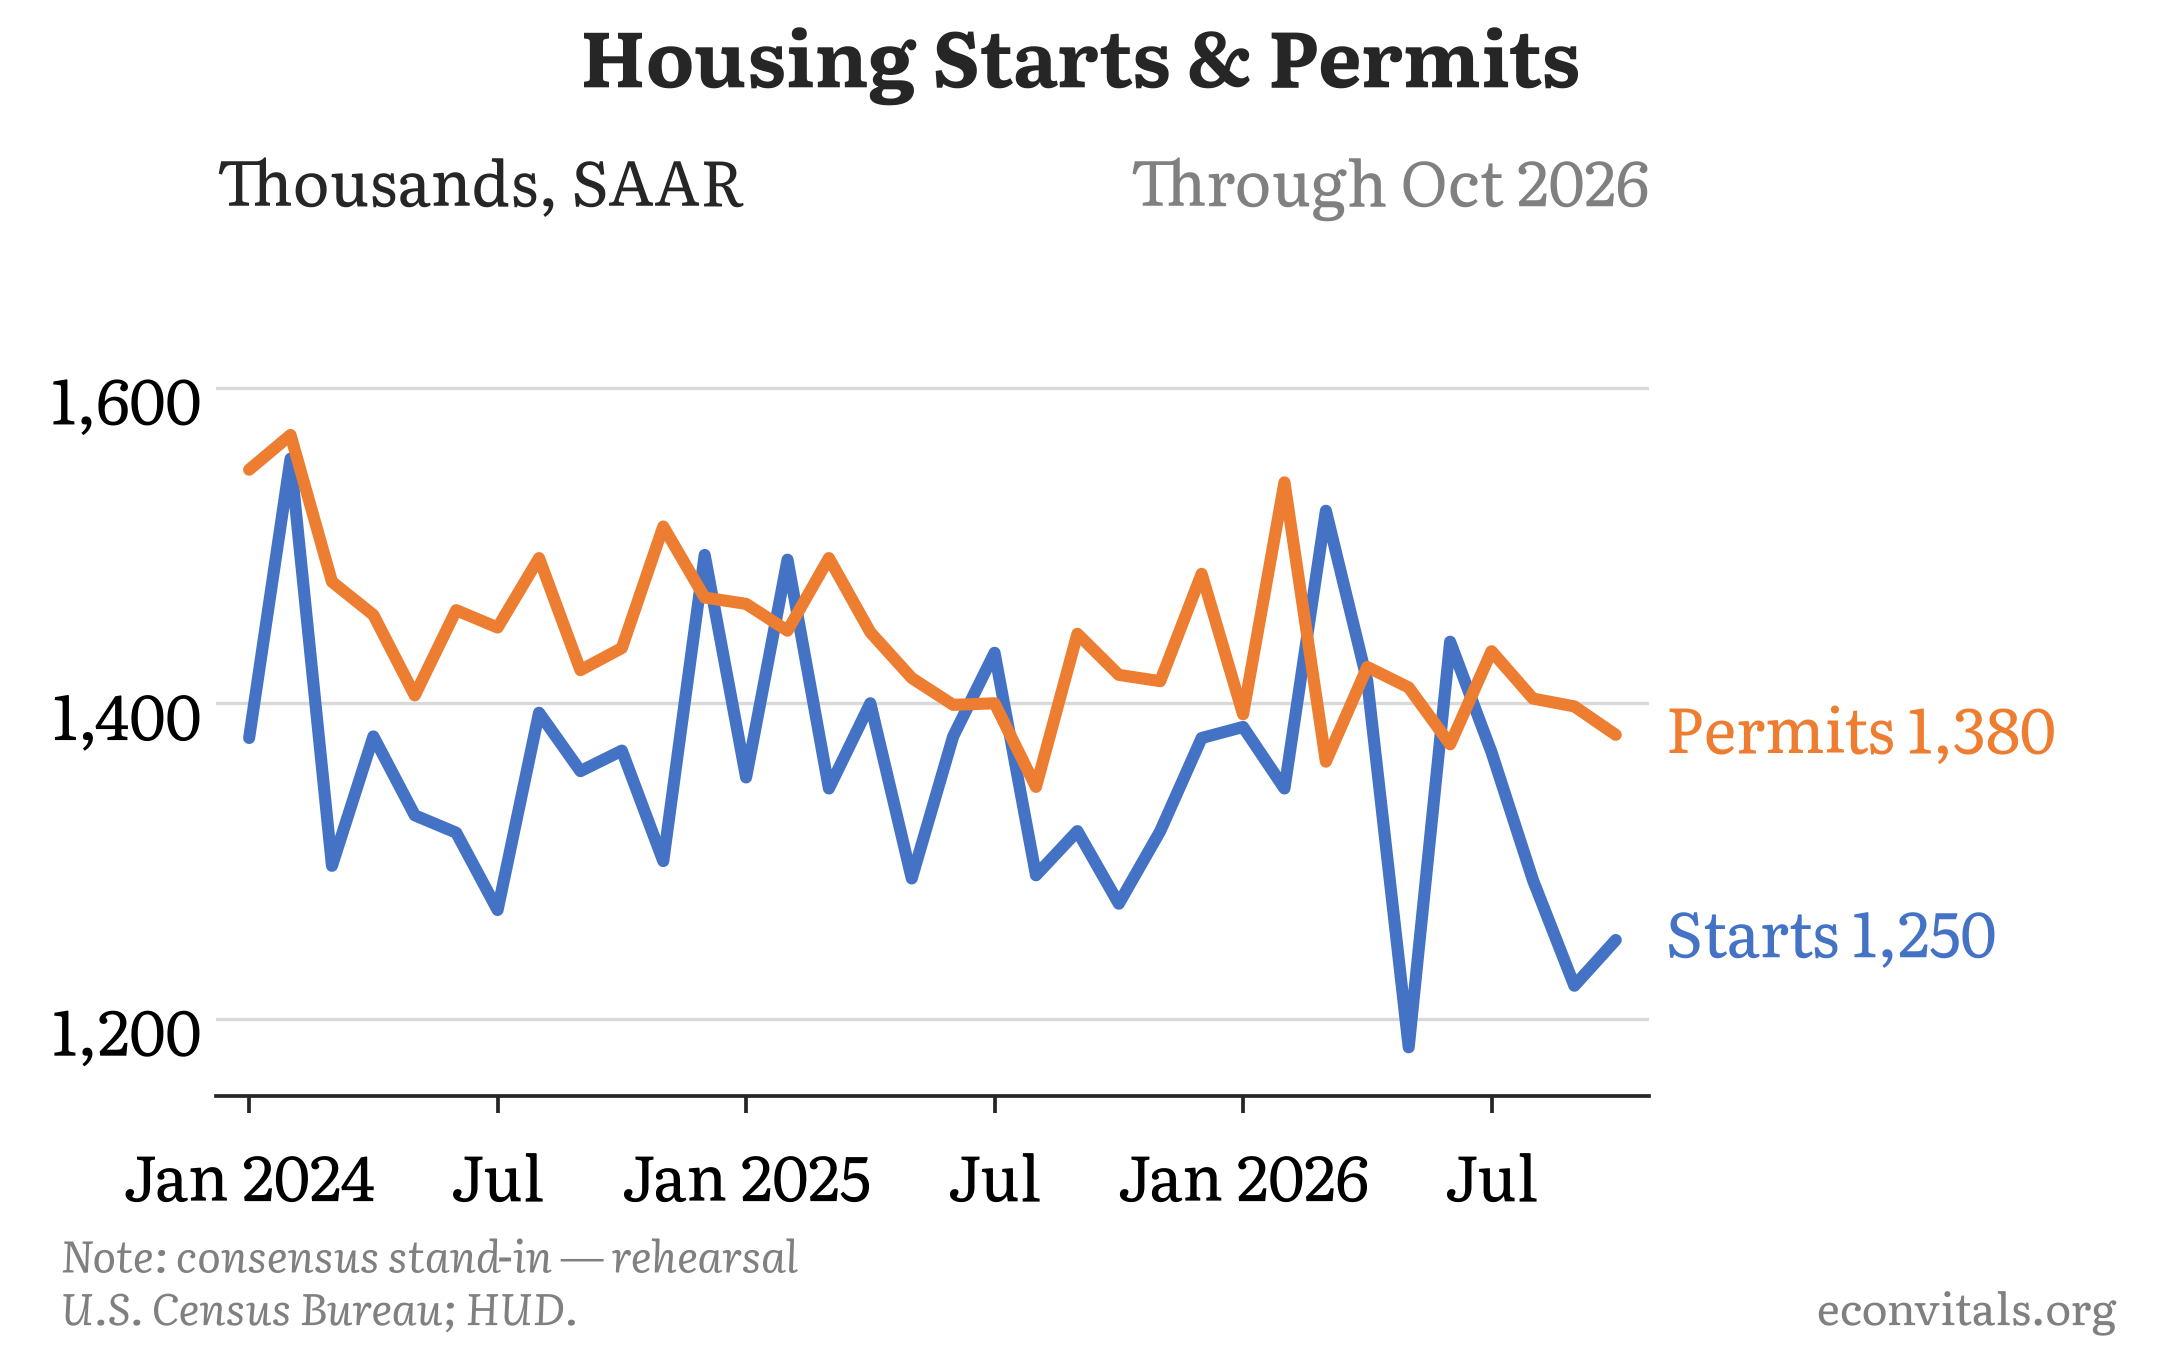 Housing Starts & Permits
Thousands, SAAR
Through Oct 2026
1,600
1,400
1,200
Permits 1,380
Starts 1,250
Jan 2024
Jul
Jan 2025
Jul
Jan 2026
Jul
Note: consensus stand-in — rehearsal
U.S. Census Bureau; HUD.
econvitals.org